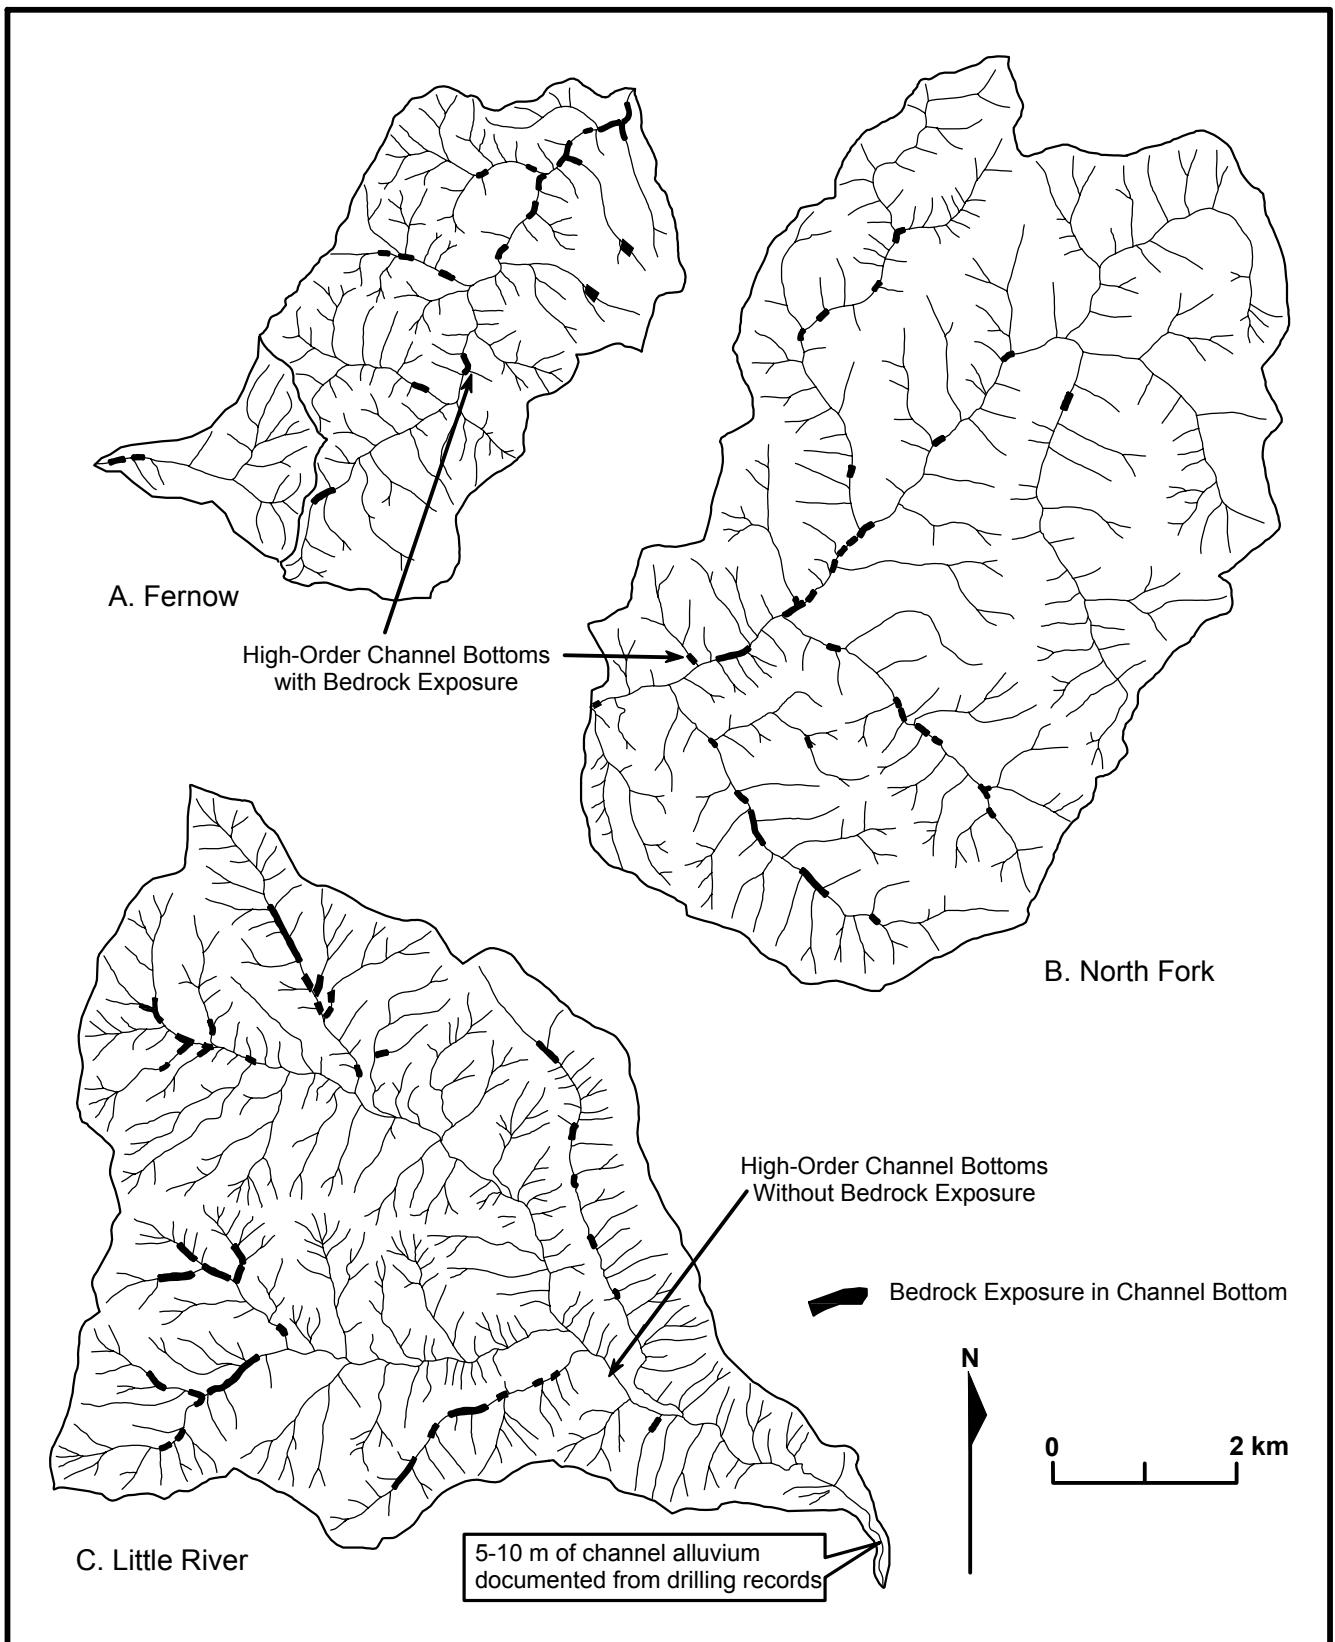 A. Fernow
High-Order Channel Bottoms
with Bedrock Exposure
B. North Fork
High-Order Channel Bottoms
Without Bedrock Exposure
Bedrock Exposure in Channel Bottom
N
0 2 km
C. Little River
5-10 m of channel alluvium
documented from drilling records